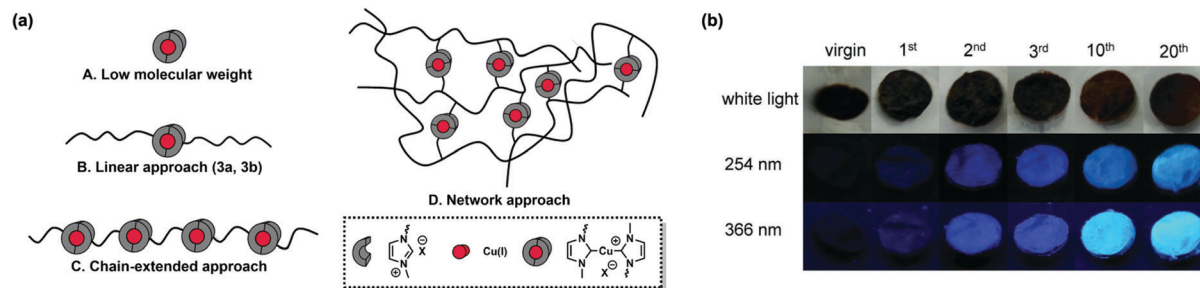 (a)
A. Low molecular weight
B. Linear approach (3a, 3b)
C. Chain-extended approach
D. Network approach
N
N
⊕
X⊖
Cu(I)
N
N
Cu
⊕
N
N
X⊖
(b)
virgin 1st 2nd 3rd 10th 20th
white light
254 nm
366 nm